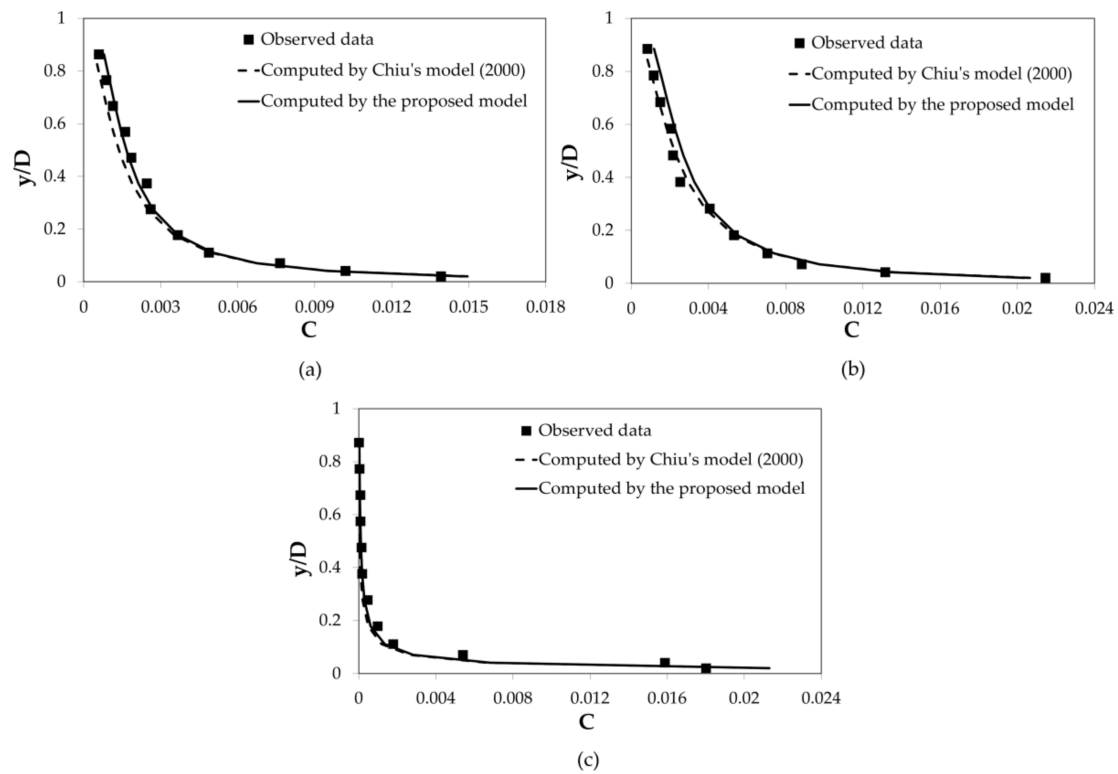 1
0.8
0.6
0.4
0.2
0
y/D
Observed data
Computed by Chiu's model (2000)
Computed by the proposed model
0 0.003 0.006 0.009 0.012 0.015 0.018
C
(a)
1
0.8
0.6
0.4
0.2
0
y/D
Observed data
Computed by Chiu's model (2000)
Computed by the proposed model
0 0.004 0.008 0.012 0.016 0.02 0.024
C
(b)
1
0.8
0.6
0.4
0.2
0
y/D
Observed data
Computed by Chiu's model (2000)
Computed by the proposed model
0 0.004 0.008 0.012 0.016 0.02 0.024
C
(c)